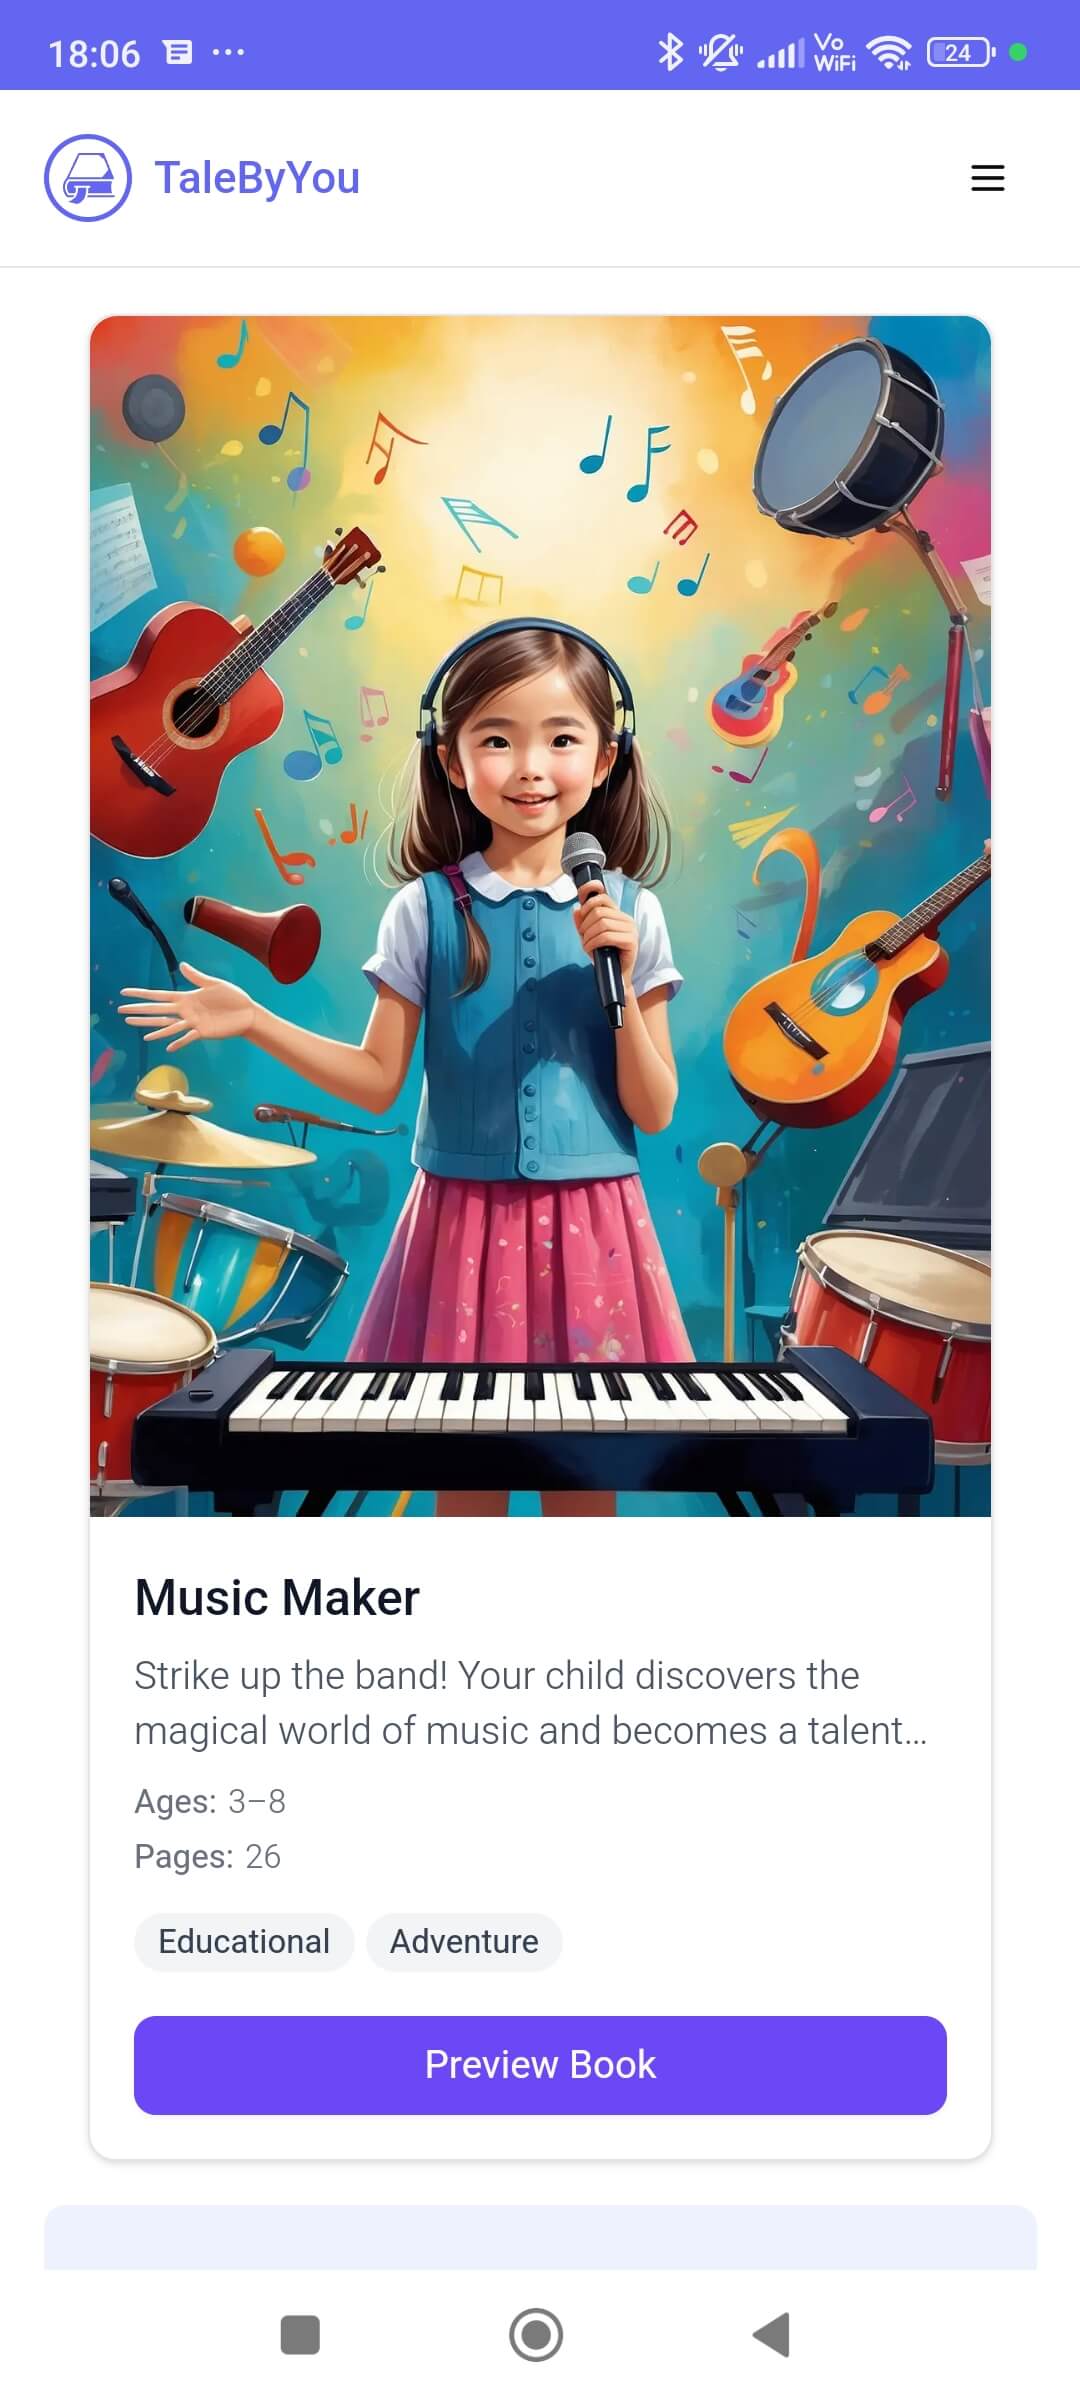 18:06
Vo
WiFi
24
TaleByYou
Music Maker
Strike up the band! Your child discovers the
magical world of music and becomes a talent...
Ages: 3–8
Pages: 26
Educational
Adventure
Preview Book